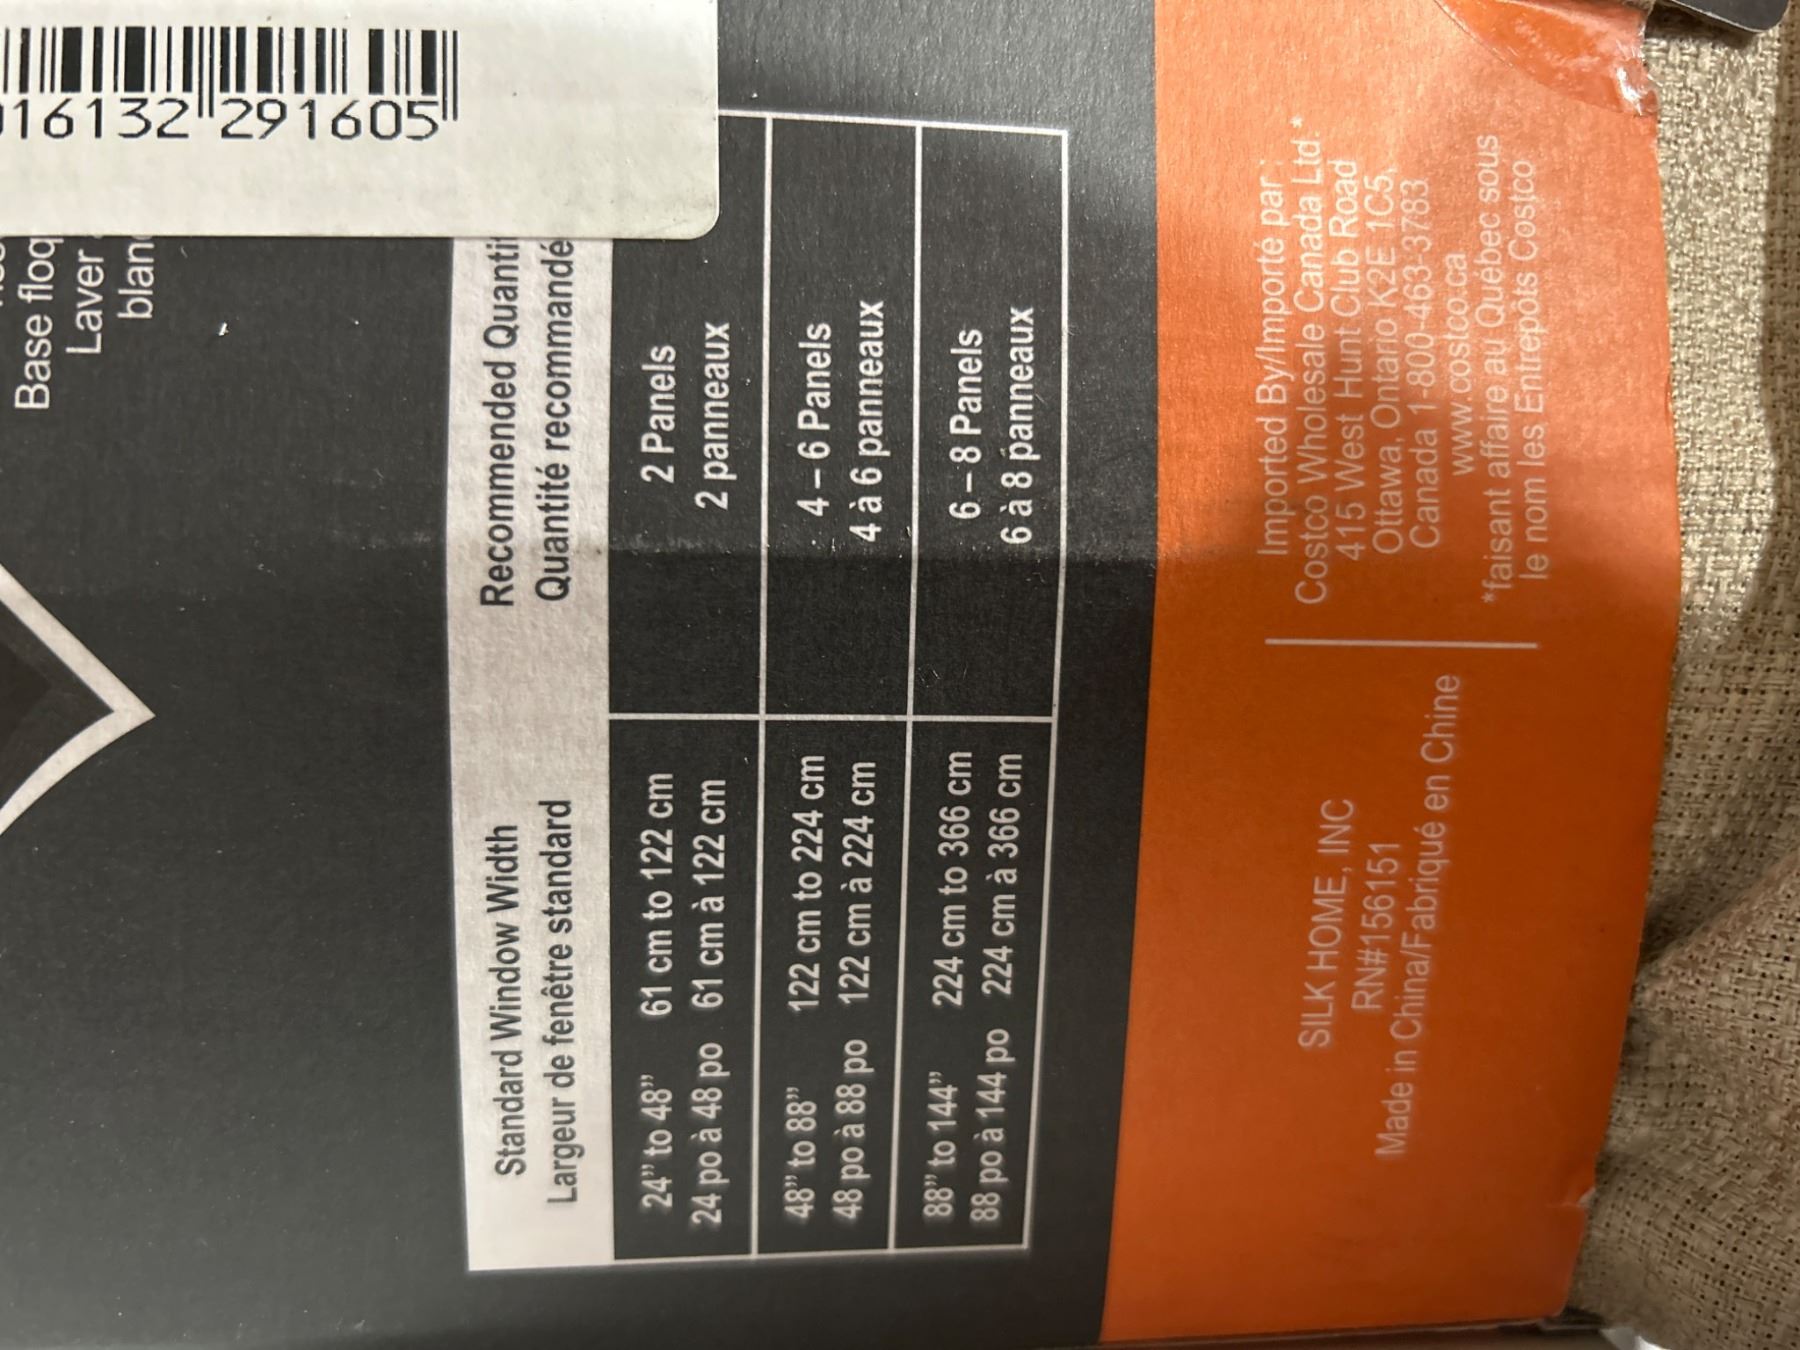 16132 291605
Base floq
Laver
blan
Standard Window Width
Largeur de fenêtre standard
Recommended Quanti
Quantité recommandé
24” to 48” 61 cm to 122 cm
24 po à 48 po 61 cm à 122 cm
2 Panels
2 panneaux
48” to 88” 122 cm to 224 cm
48 po à 88 po 122 cm à 224 cm
4 – 6 Panels
4 à 6 panneaux
88” to 144” 224 cm to 366 cm
88 po à 144 po 224 cm à 366 cm
6 – 8 Panels
6 à 8 panneaux
SILK HOME, INC
RN#156151
Made in China/Fabriqué en Chine
Imported By/Importé par:
Costco Wholesale Canada Ltd.*
415 West Hunt Club Road
Ottawa, Ontario K2E 1C5,
Canada 1-800-463-3783
www.costco.ca
*faisant affaire au Québec sous
le nom les Entrepôts Costco